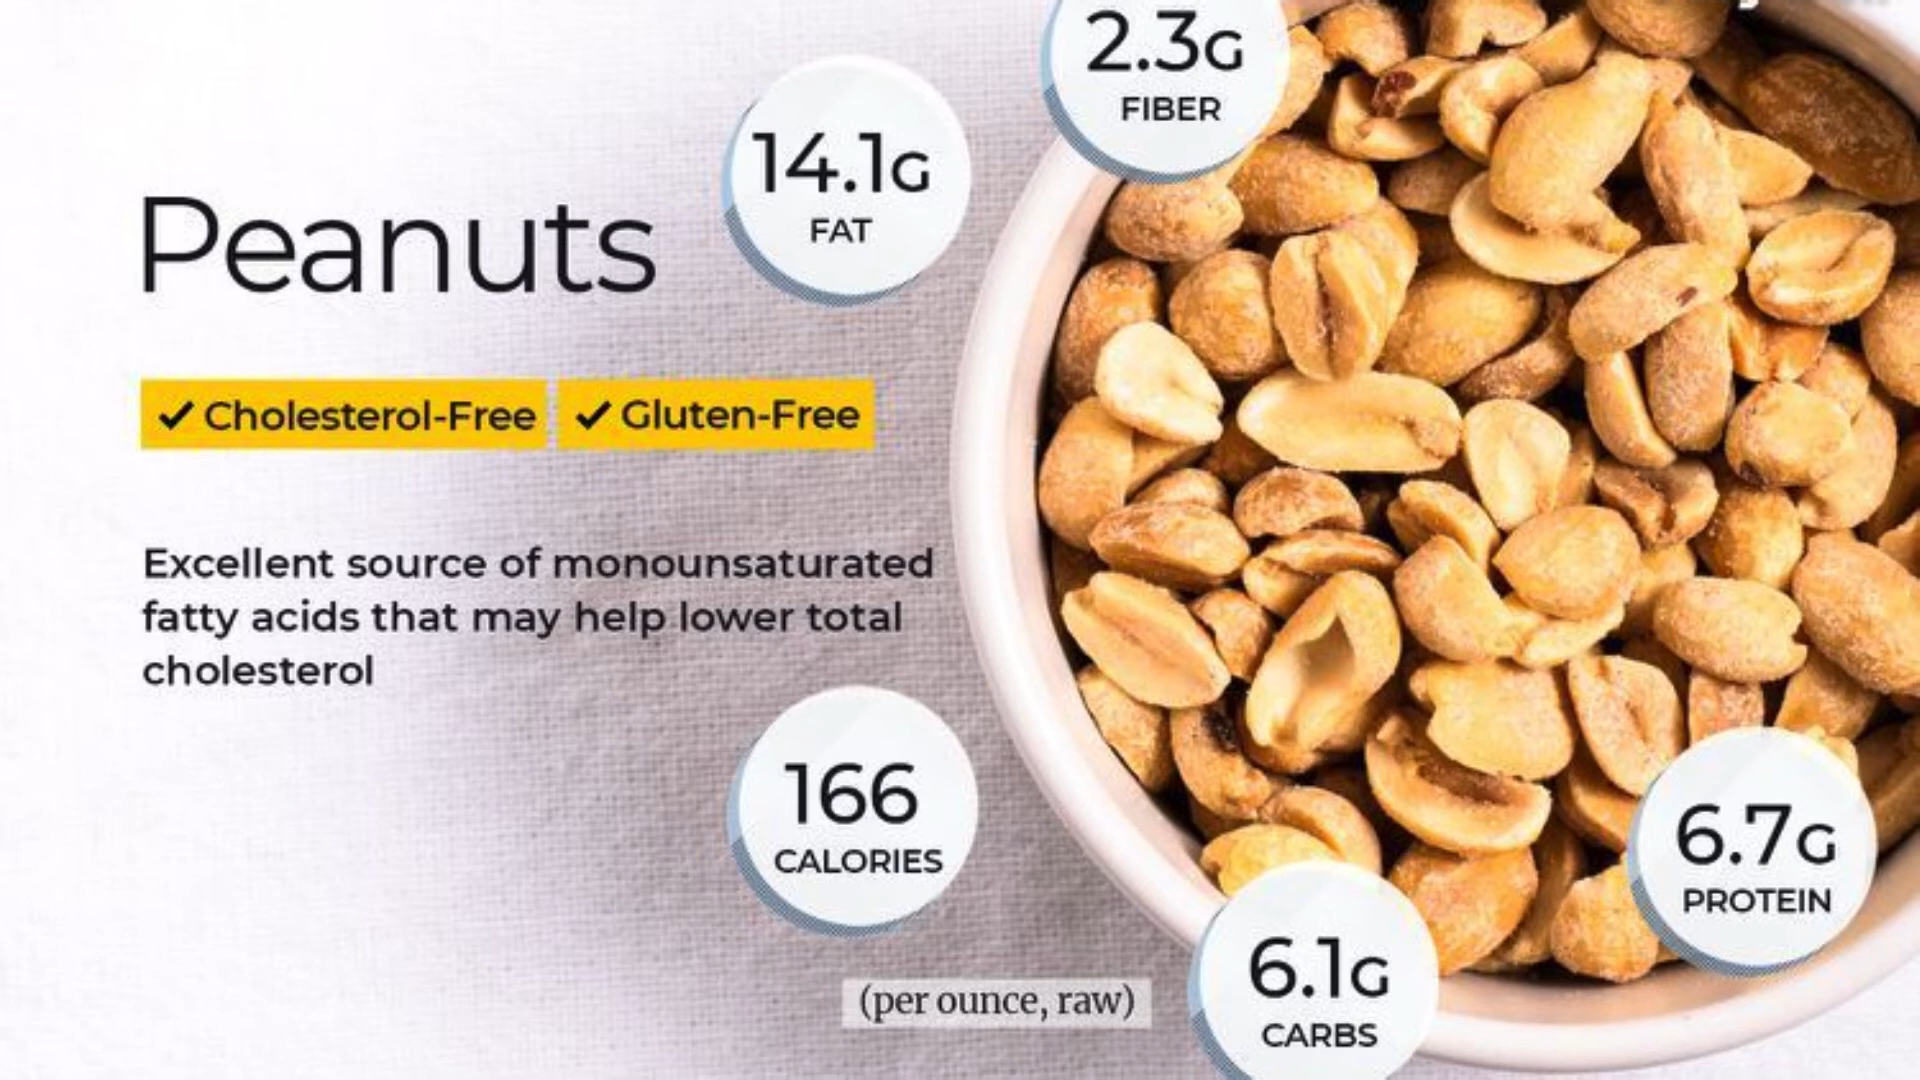 2.3G
FIBER
14.1G
FAT
Peanuts
✓ Cholesterol-Free ✓ Gluten-Free
Excellent source of monounsaturated
fatty acids that may help lower total
cholesterol
166
CALORIES
6.7G
PROTEIN
6.1G
CARBS
(per ounce, raw)